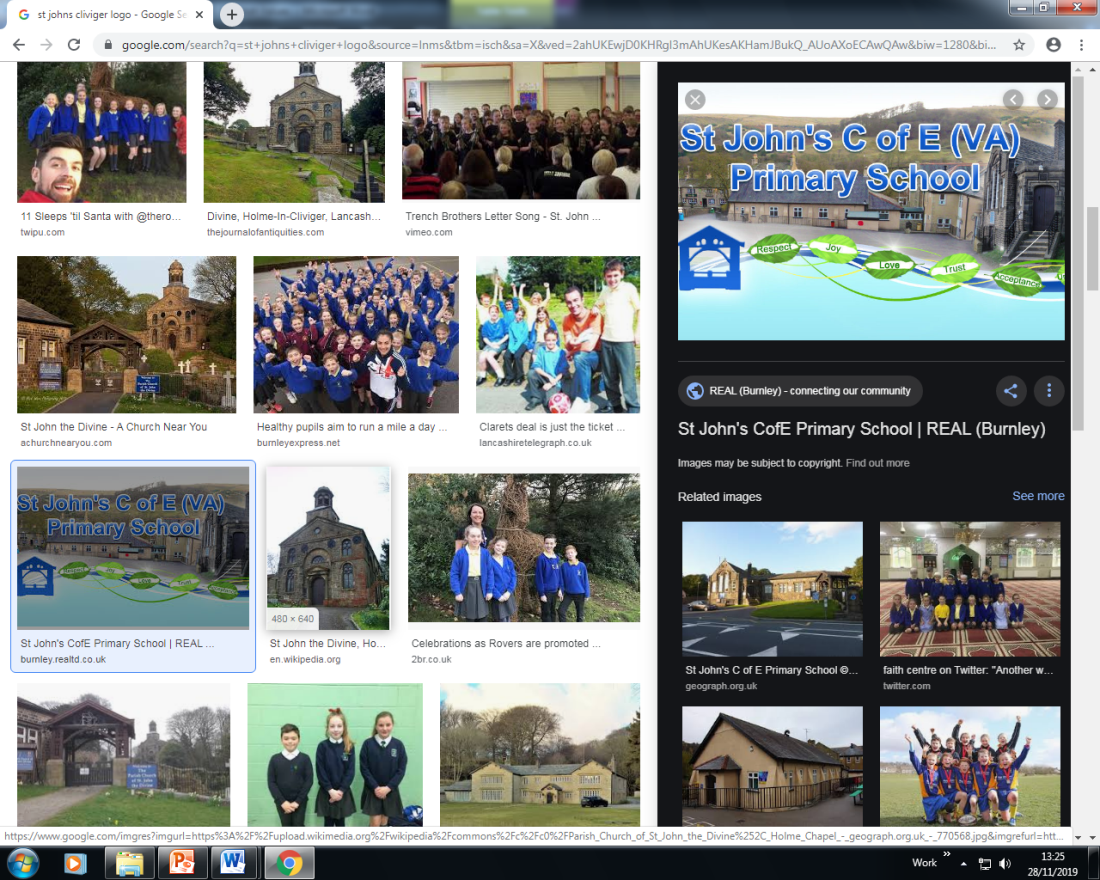 st johns cliviger logo - Google Se
google.com/search?q=st+johns+cliviger+logo&source=lnms&tbm=isch&sa=X&ved=2ahUKEwjD0KHRgI3mAhUKesAKHamJBukQ_AUoAXoECAwQAw&biw=1280&bi...
11 Sleeps 'til Santa with @thero...
twipu.com
Divine, Holme-In-Cliviger, Lancash...
thejournalofantiquities.com
Trench Brothers Letter Song - St. John ...
vimeo.com
St John the Divine - A Church Near You
achurchnearyou.com
Healthy pupils aim to run a mile a day ...
burnleyexpress.net
Clarets deal is just the ticket ...
lancashiretelegraph.co.uk
St John's C of E (VA)
Primary School
St John's CofE Primary School | REAL ...
burnley.realtd.co.uk
480 × 640
St John the Divine, Ho...
en.wikipedia.org
Celebrations as Rovers are promoted ...
2br.co.uk
St John's C of E (VA)
Primary School
Respect
Joy
Love
Trust
Acceptance
REAL (Burnley) - connecting our community
St John's CofE Primary School | REAL (Burnley)
Images may be subject to copyright. Find out more
Related images
See more
St John's C of E Primary School ©...
geograph.org.uk
faith centre on Twitter: "Another w...
twitter.com
https://www.google.com/imgres?imgurl=https%3A%2F%2Fupload.wikimedia.org%2Fwikipedia%2Fcommons%2Fc%2Fc0%2FParish_Church_of_St_John_the_Divine%252C_Holme_Chapel_-_geograph.org.uk_-_770568.jpg&imgrefurl=htt...
Work
13:25
28/11/2019